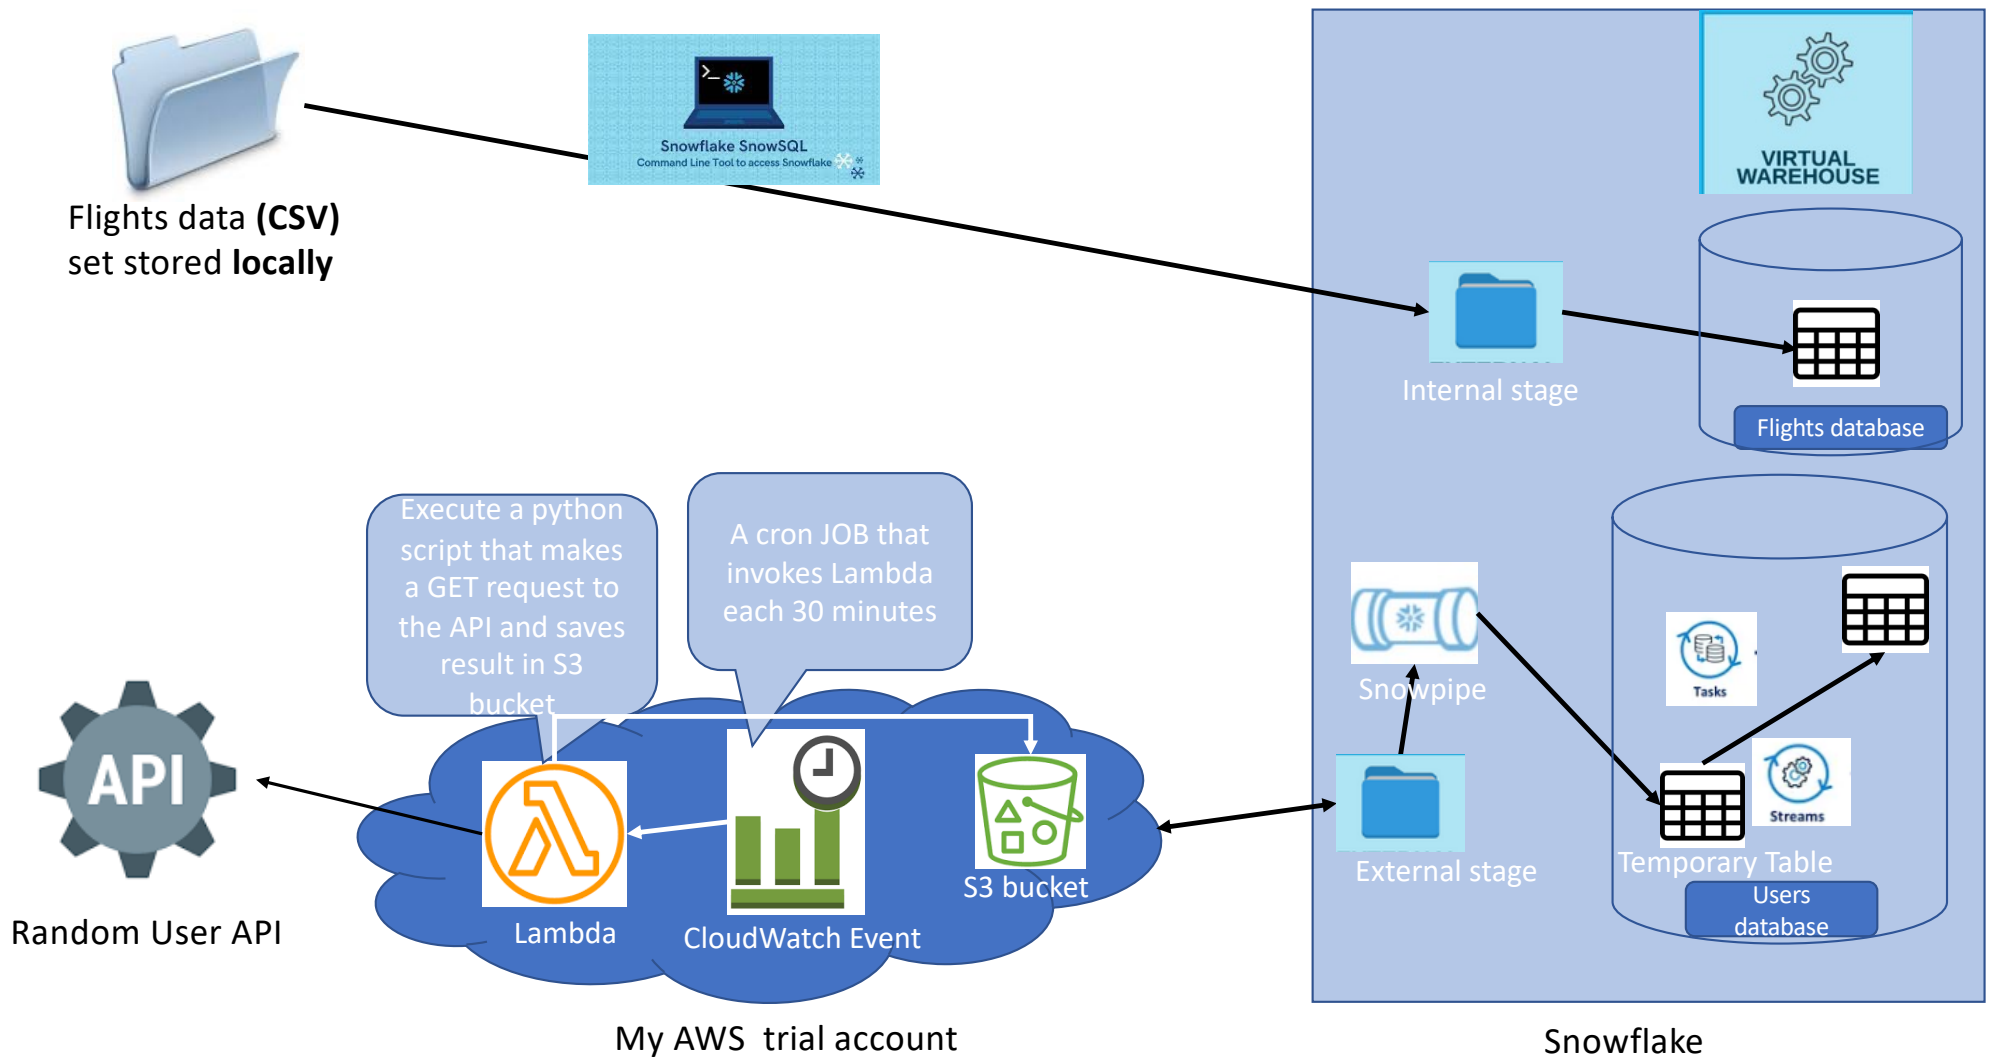 Flights data (CSV)
set stored locally
>_
Snowflake SnowSQL
Command Line Tool to access Snowflake
VIRTUAL
WAREHOUSE
Internal stage
Flights database
Execute a python
script that makes
a GET request to
the API and saves
result in S3
bucket
A cron JOB that
invokes Lambda
each 30 minutes
API
Random User API
Lambda
CloudWatch Event
S3 bucket
My AWS trial account
Snowpipe
External stage
Tasks
Streams
Temporary Table
Users
database
Snowflake